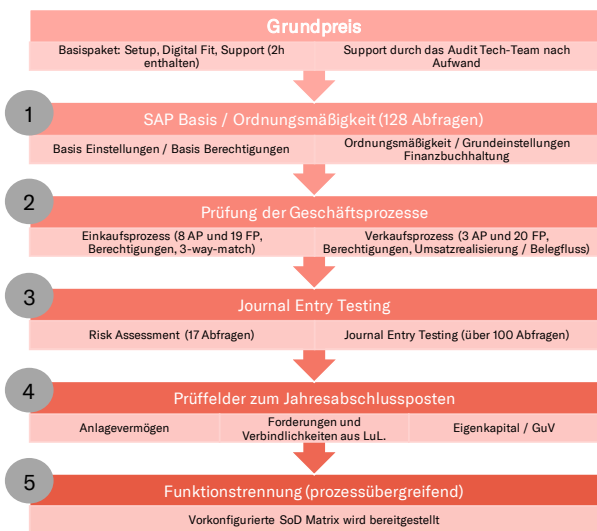 Grundpreis
Basispaket: Setup, Digital Fit, Support (2h
enthalten)
Support durch das Audit Tech-Team nach
Aufwand
1
SAP Basis / Ordnungsmäßigkeit (128 Abfragen)
Basis Einstellungen / Basis Berechtigungen
Ordnungsmäßigkeit / Grundeinstellungen
Finanzbuchhaltung
2
Prüfung der Geschäftsprozesse
Einkaufsprozess (8 AP und 19 FP,
Berechtigungen, 3-way-match)
Verkaufsprozess (3 AP und 20 FP,
Berechtigungen, Umsatzrealisierung / Belegfluss)
3
Journal Entry Testing
Risk Assessment (17 Abfragen)
Journal Entry Testing (über 100 Abfragen)
4
Prüffelder zum Jahresabschlussposten
Anlagevermögen
Forderungen und
Verbindlichkeiten aus LuL.
Eigenkapital / GuV
5
Funktionstrennung (prozessübergreifend)
Vorkonfigurierte SoD Matrix wird bereitgestellt